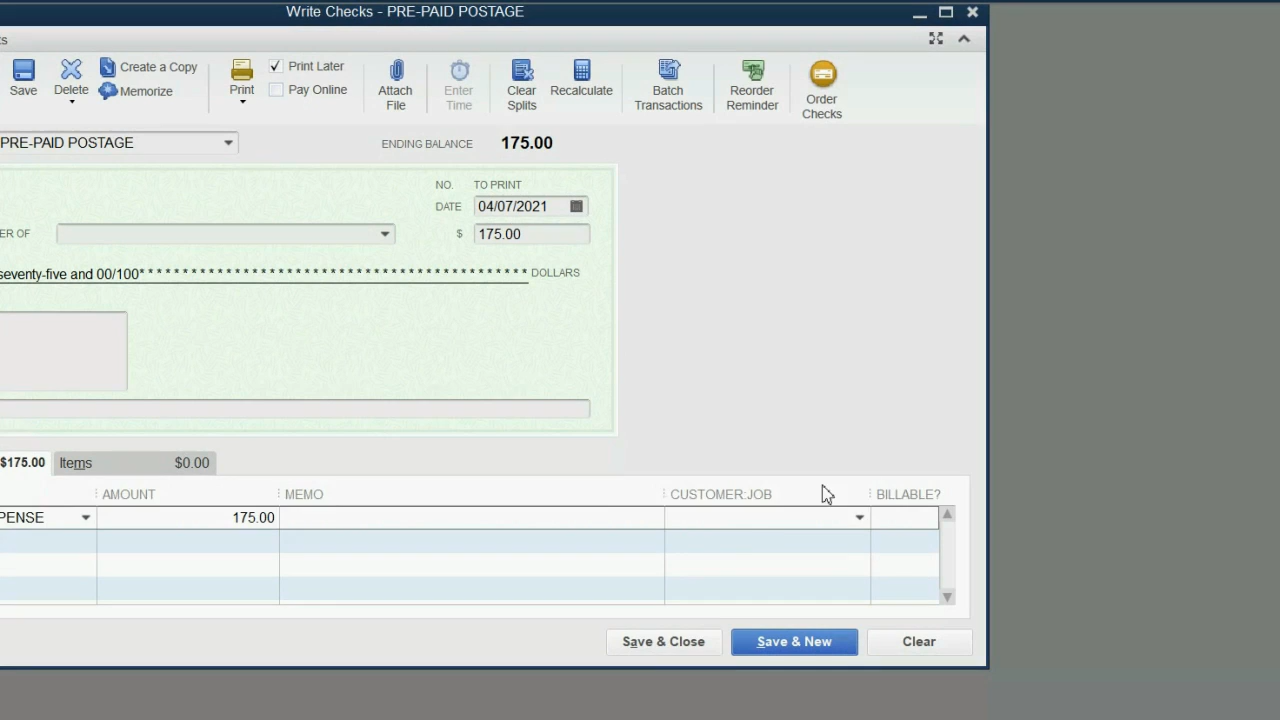 Write Checks - PRE-PAID POSTAGE
ts
Save
Delete
Create a Copy
Memorize
Print
Print Later
Pay Online
Attach File
Enter Time
Clear Splits
Recalculate
Batch Transactions
Reorder Reminder
Order Checks
PRE-PAID POSTAGE
ENDING BALANCE 175.00
NO. TO PRINT
DATE 04/07/2021
ER OF
$ 175.00
seventy-five and 00/100* * * * * * * * * * * * * * * * * * * * * * * * * * * * * * * * * * * * * * * * * * * * * DOLLARS
$175.00 Items $0.00
AMOUNT MEMO CUSTOMER:JOB BILLABLE?
PENSE 175.00
Save & Close Save & New Clear